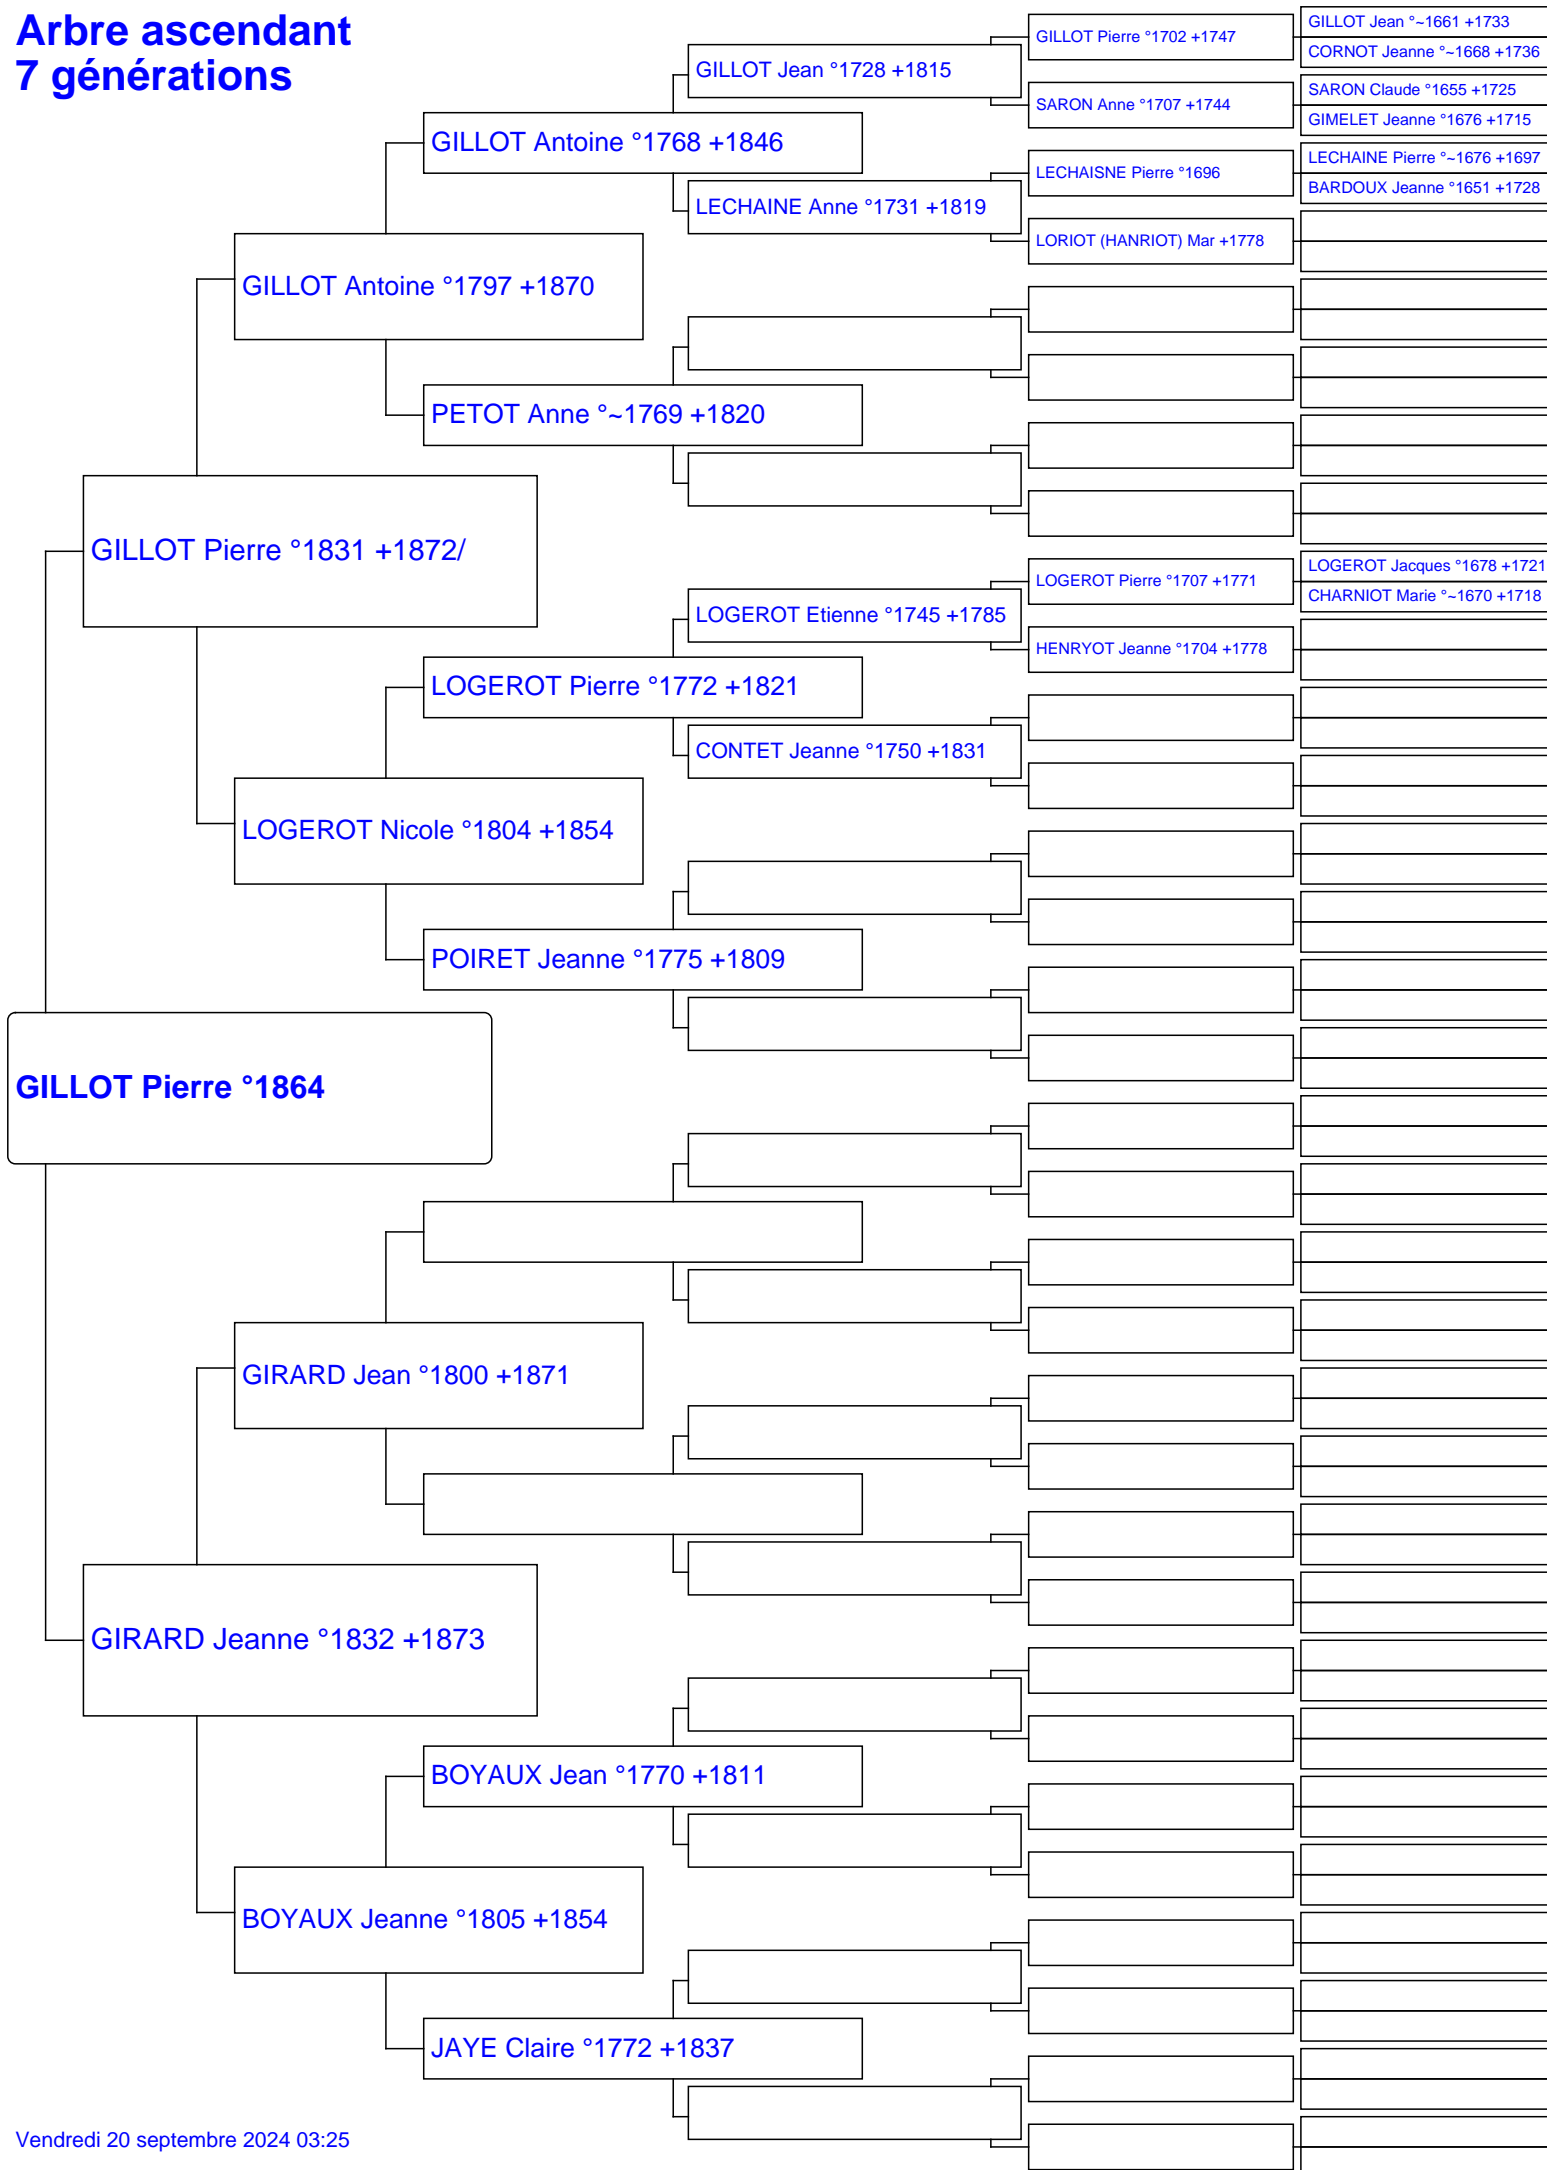 Arbre ascendant
7 générations
GILLOT Pierre °1864
GILLOT Pierre °1831 +1872/
GIRARD Jeanne °1832 +1873
GILLOT Antoine °1797 +1870
LOGEROT Nicole °1804 +1854
GIRARD Jean °1800 +1871
BOYAUX Jeanne °1805 +1854
GILLOT Antoine °1768 +1846
PETOT Anne °~1769 +1820
LOGEROT Pierre °1772 +1821
POIRET Jeanne °1775 +1809
BOYAUX Jean °1770 +1811
JAYE Claire °1772 +1837
GILLOT Jean °1728 +1815
LECHAINE Anne °1731 +1819
LOGEROT Etienne °1745 +1785
CONTET Jeanne °1750 +1831
GILLOT Pierre °1702 +1747
SARON Anne °1707 +1744
LECHAISNE Pierre °1696
LORIOT (HANRIOT) Mar +1778
LOGEROT Pierre °1707 +1771
HENRYOT Jeanne °1704 +1778
GILLOT Jean °~1661 +1733
CORNOT Jeanne °~1668 +1736
SARON Claude °1655 +1725
GIMELET Jeanne °1676 +1715
LECHAINE Pierre °~1676 +1697
BARDOUX Jeanne °1651 +1728
LOGEROT Jacques °1678 +1721
CHARNIOT Marie °~1670 +1718
Vendredi 20 septembre 2024 03:25